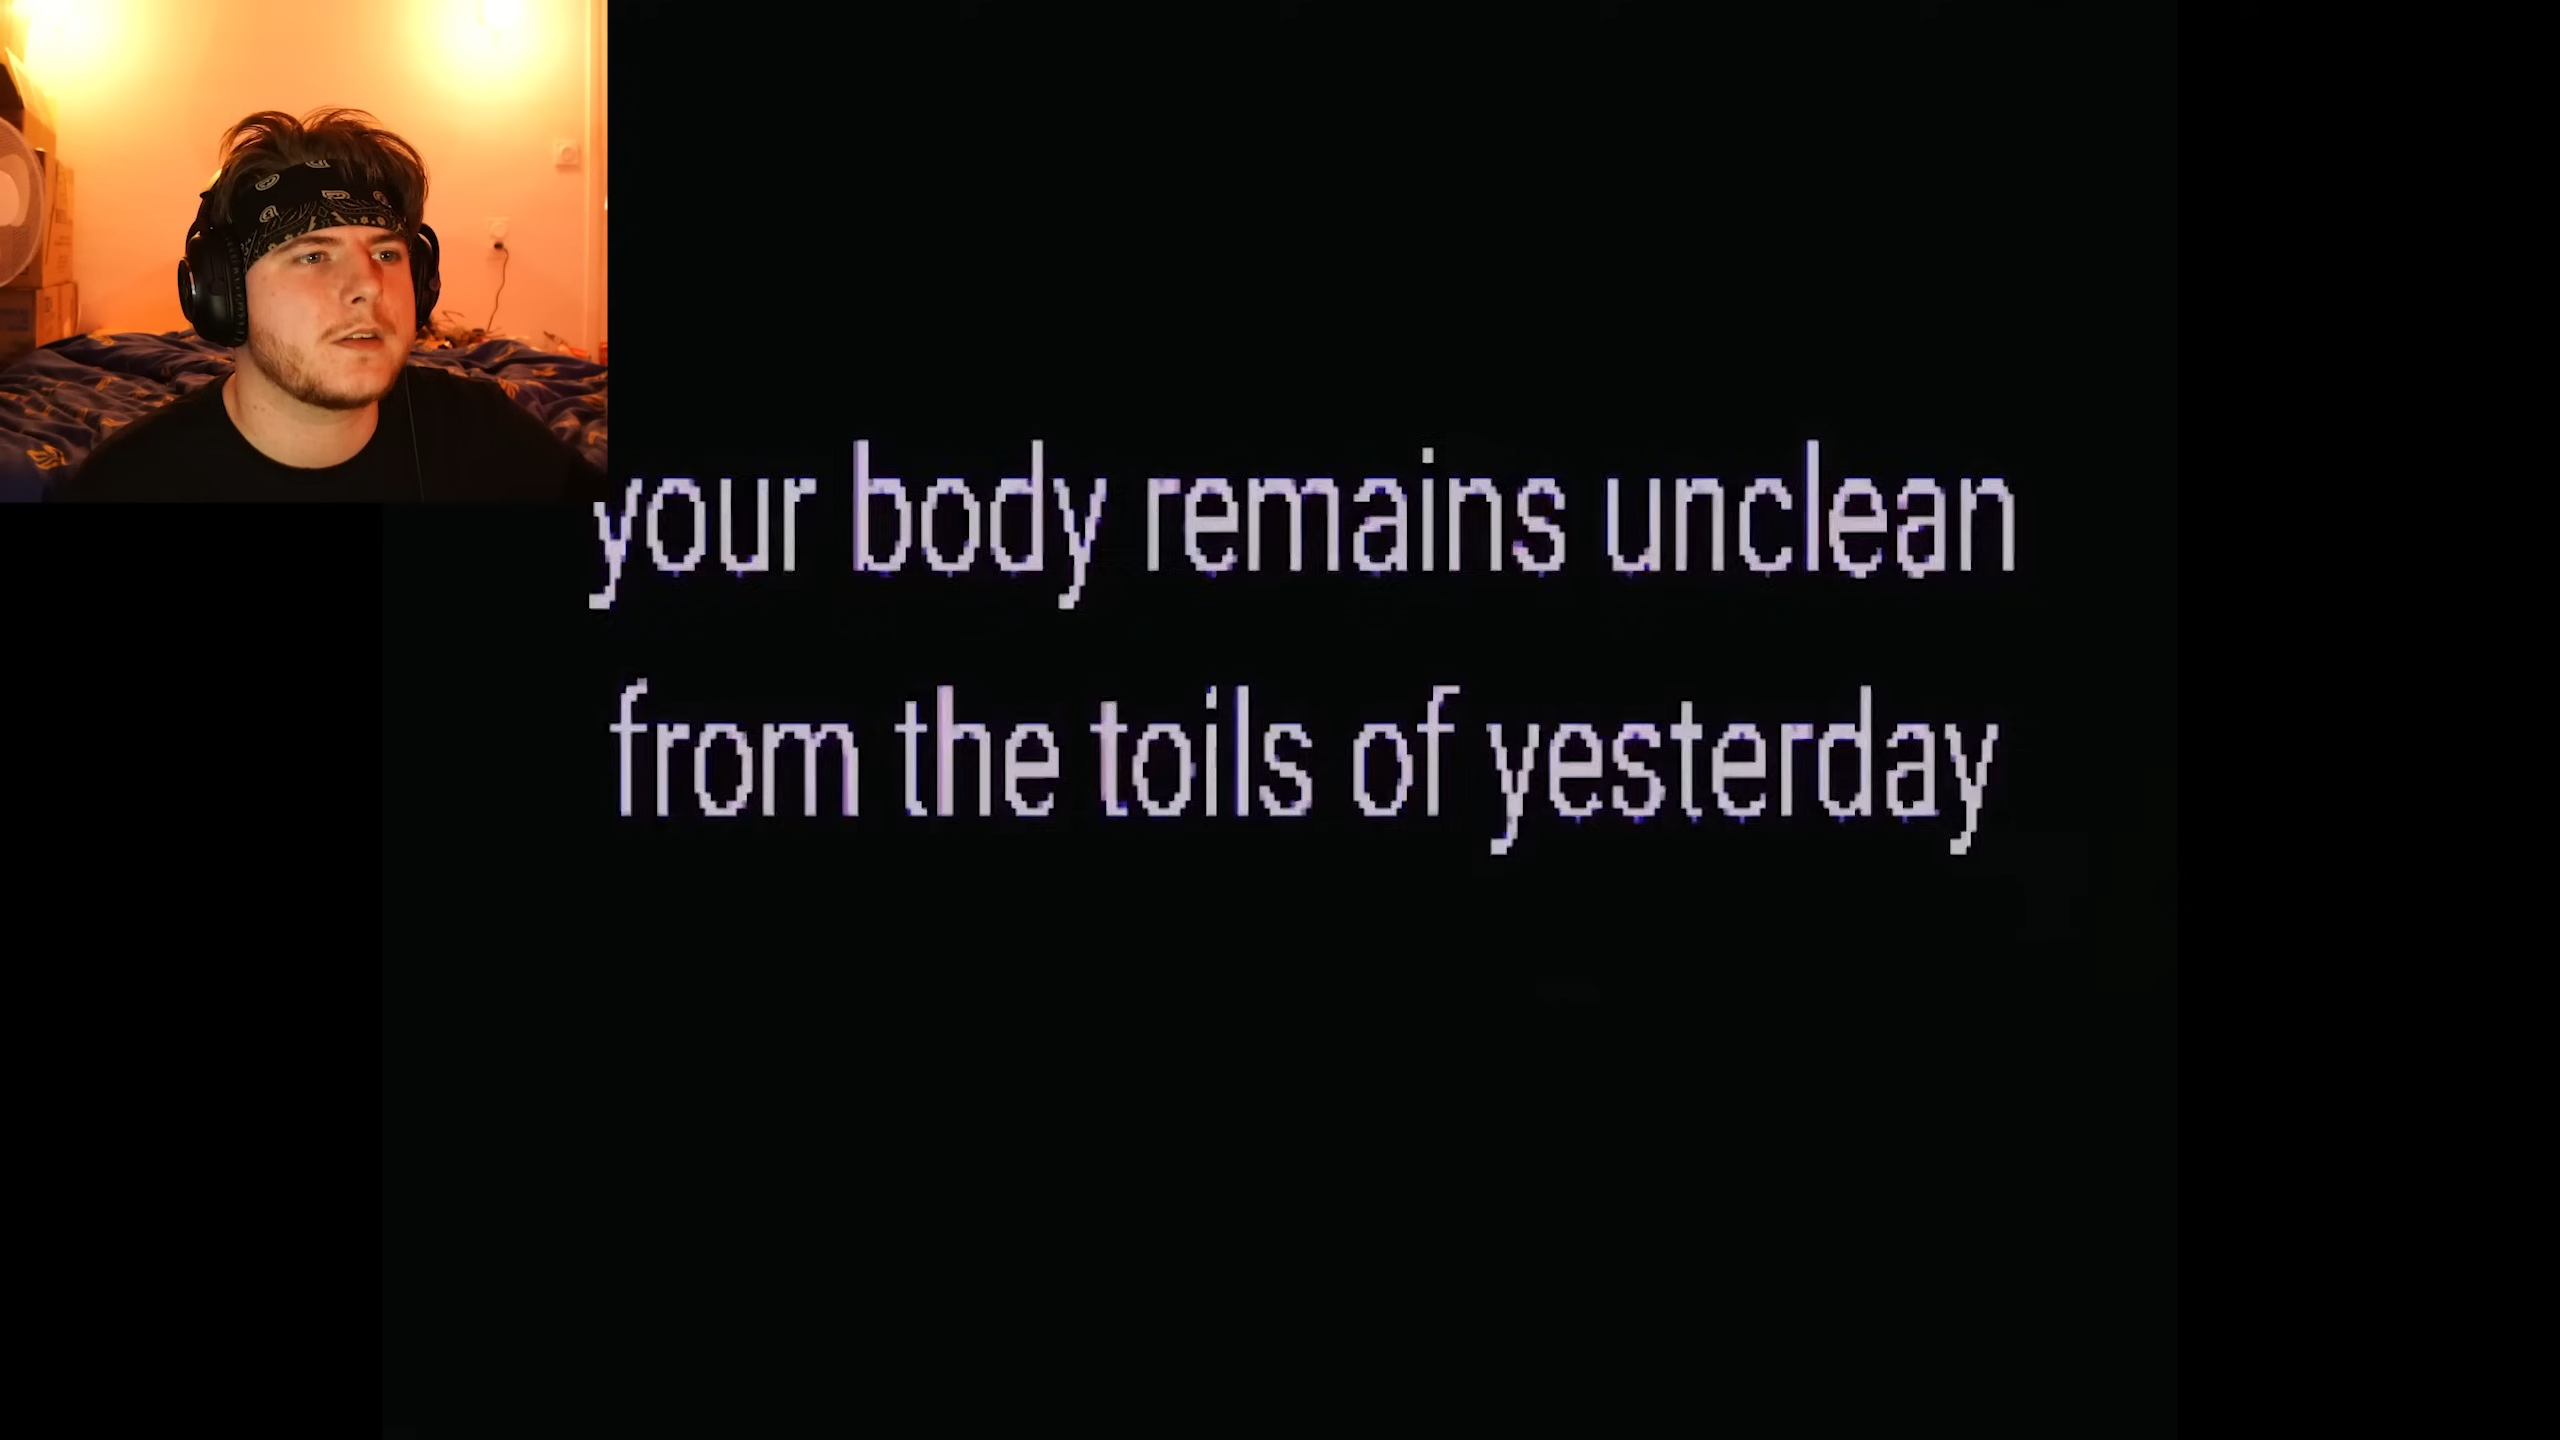 your body remains unclean
from the toils of yesterday